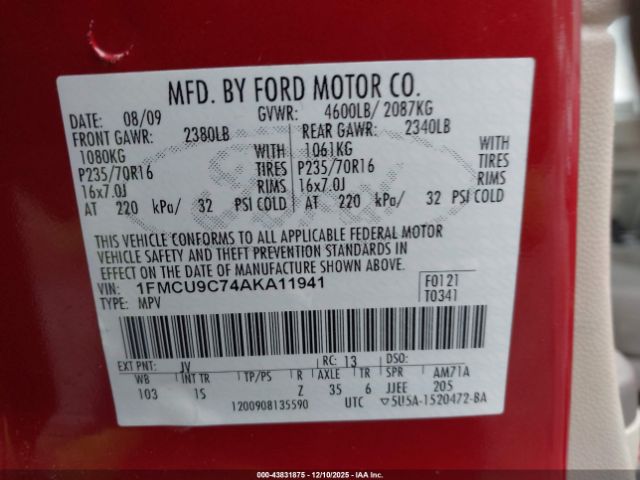 MFD. BY FORD MOTOR CO.
DATE: 08/09 GVWR: 4600LB/ 2087KG
FRONT GAWR: 2380LB REAR GAWR: 2340LB
1080KG WITH 1061KG WITH
P235/70R16 TIRES P235/70R16 TIRES
16x7.0J RIMS 16x7.0J RIMS
AT 220 kPa/ 32 PSI COLD AT 220 kPa/ 32 PSI COLD
THIS VEHICLE CONFORMS TO ALL APPLICABLE FEDERAL MOTOR
VEHICLE SAFETY AND THEFT PREVENTION STANDARDS IN
EFFECT ON THE DATE OF MANUFACTURE SHOWN ABOVE.
VIN: 1FMCU9C74AKA11941 F0121
TYPE: MPV T0341
EXT PNT: JV RC: 13 DSO:
WB INT TR TP/PS R AXLE TR SPR AM71A
103 1S Z 35 6 JJEE 205
1200908135590 UTC ▽5U5A-1520472-BA
000-43831875 - 12/10/2025 - IAAI.COM